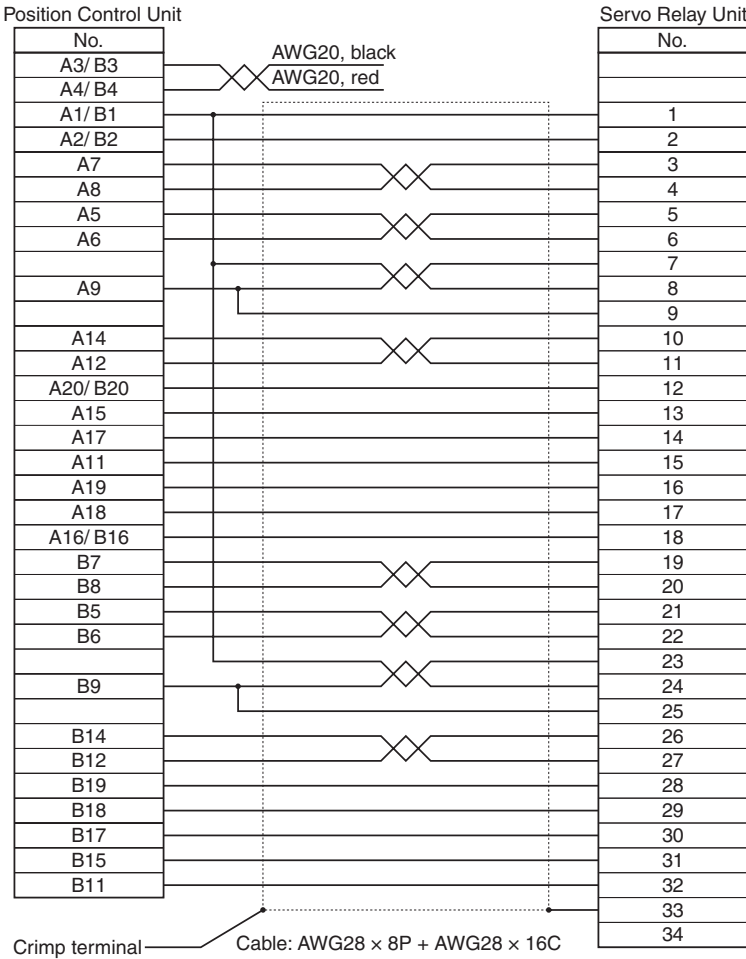 Position Control Unit Servo Relay Unit
No. No.
A3/ B3 AWG20, black
A4/ B4 AWG20, red
A1/ B1 1
A2/ B2 2
A7 3
A8 4
A5 5
A6 6
7
A9 8
9
A14 10
A12 11
A20/ B20 12
A15 13
A17 14
A11 15
A19 16
A18 17
A16/ B16 18
B7 19
B8 20
B5 21
B6 22
23
B9 24
25
B14 26
B12 27
B19 28
B18 29
B17 30
B15 31
B11 32
33
34
Crimp terminal Cable: AWG28 × 8P + AWG28 × 16C